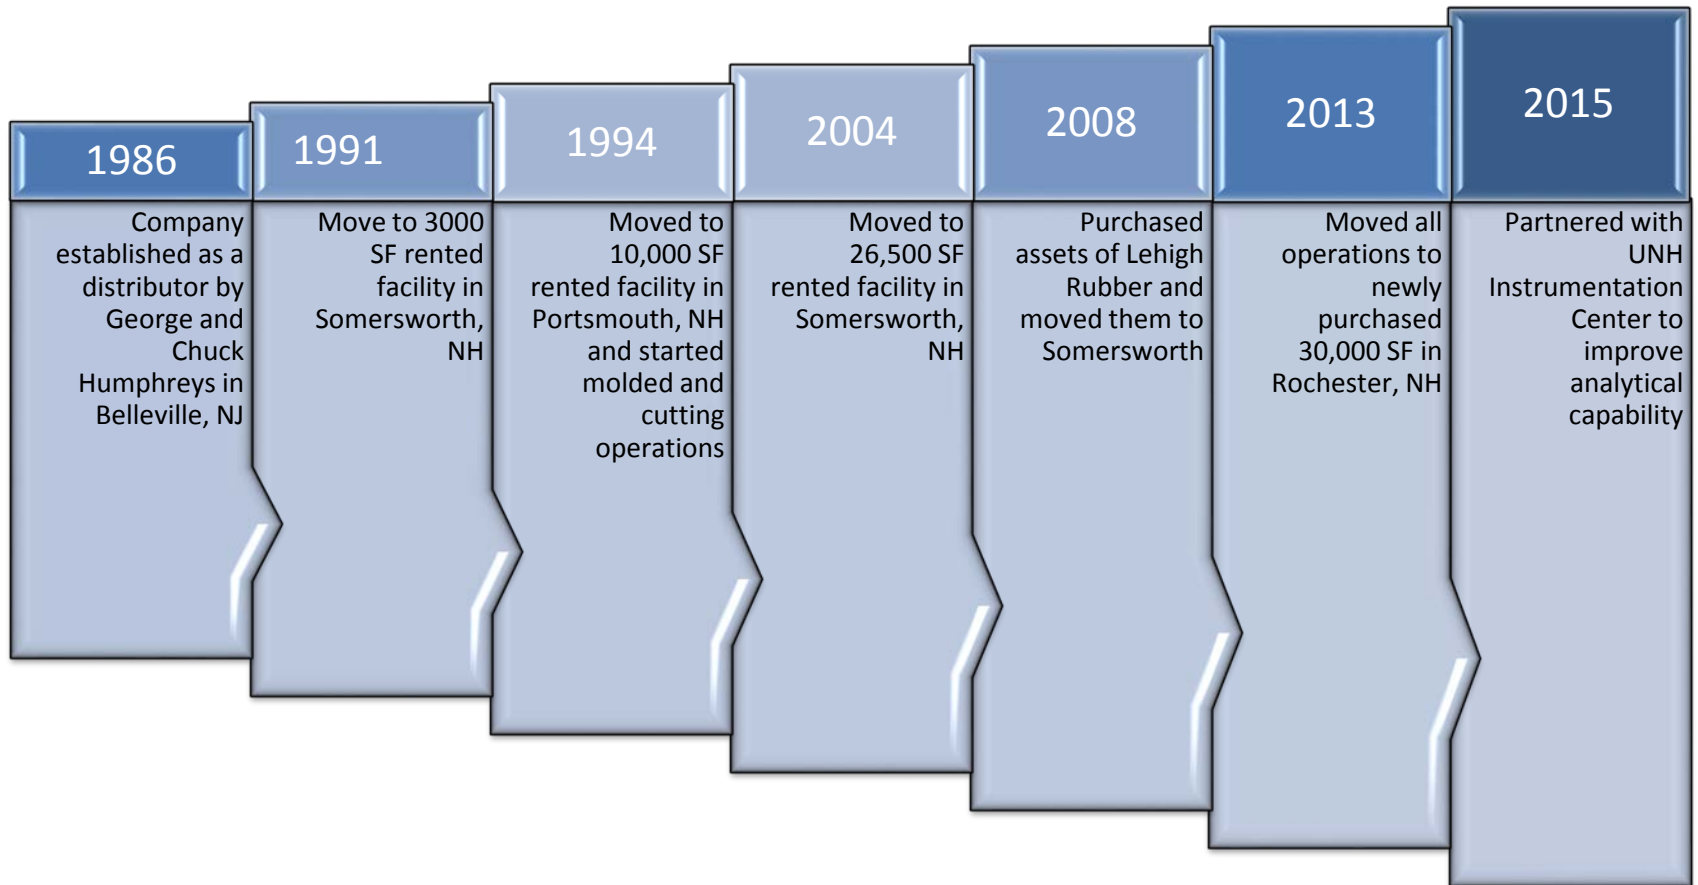 1986
Company
established as a
distributor by
George and
Chuck
Humphreys in
Belleville, NJ
1991
Move to 3000
SF rented
facility in
Somersworth,
NH
1994
Moved to
10,000 SF
rented facility in
Portsmouth, NH
and started
molded and
cutting
operations
2004
Moved to
26,500 SF
rented facility in
Somersworth,
NH
2008
Purchased
assets of Lehigh
Rubber and
moved them to
Somersworth
2013
Moved all
operations to
newly
purchased
30,000 SF in
Rochester, NH
2015
Partnered with
UNH
Instrumentation
Center to
improve
analytical
capability